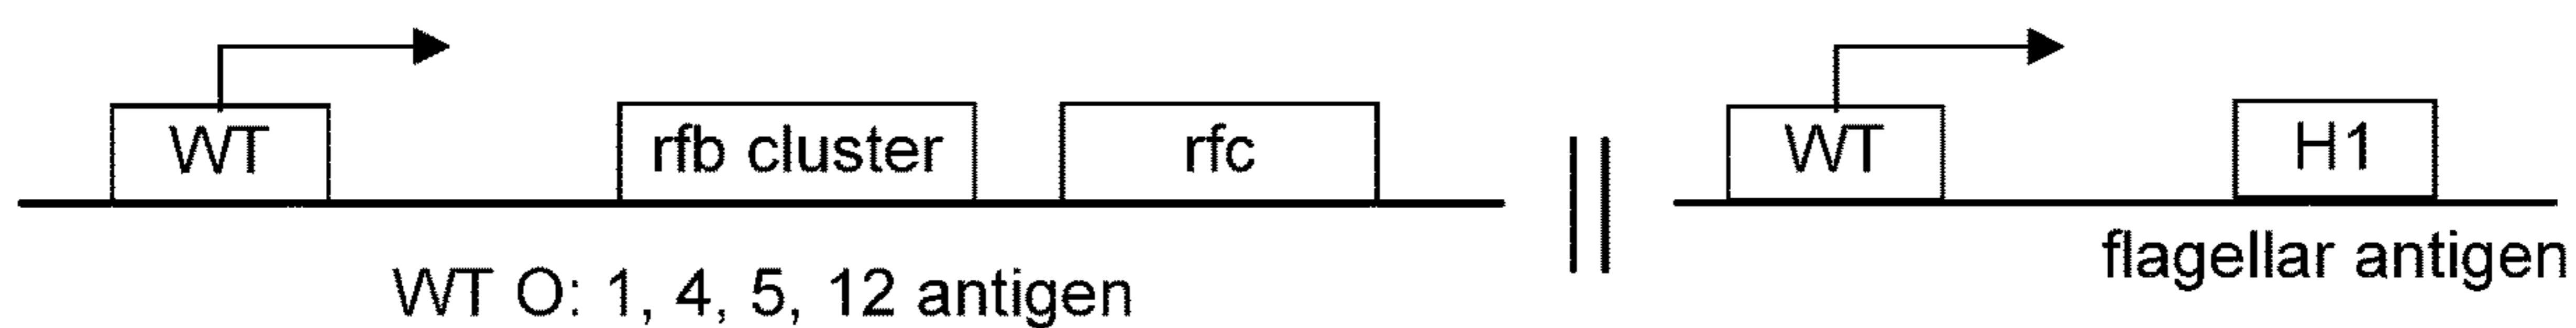 WT rfb cluster rfc WT H1
WT O: 1, 4, 5, 12 antigen
flagellar antigen